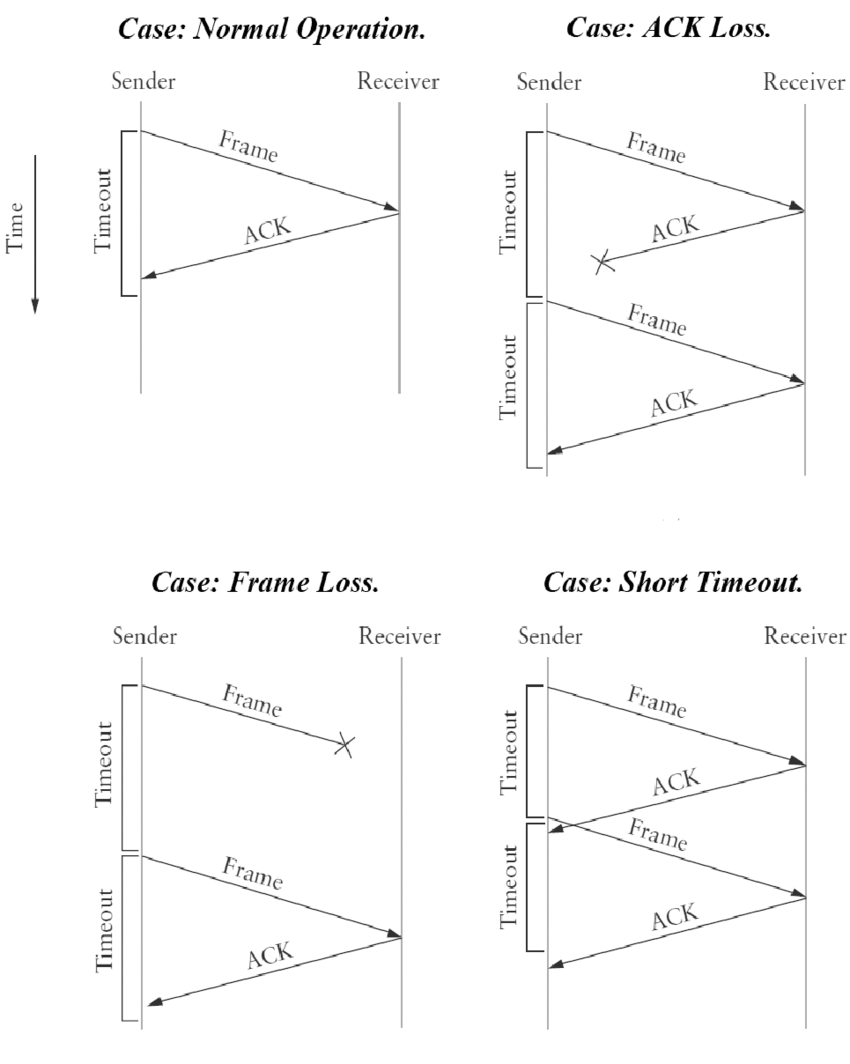 Case: Normal Operation.
Sender
Receiver
Time
Timeout
Frame
ACK
Case: ACK Loss.
Sender
Receiver
Timeout
Frame
ACK
Timeout
Frame
ACK
Case: Frame Loss.
Sender
Receiver
Timeout
Frame
Timeout
Frame
ACK
Case: Short Timeout.
Sender
Receiver
Timeout
Frame
ACK
Timeout
Frame
ACK